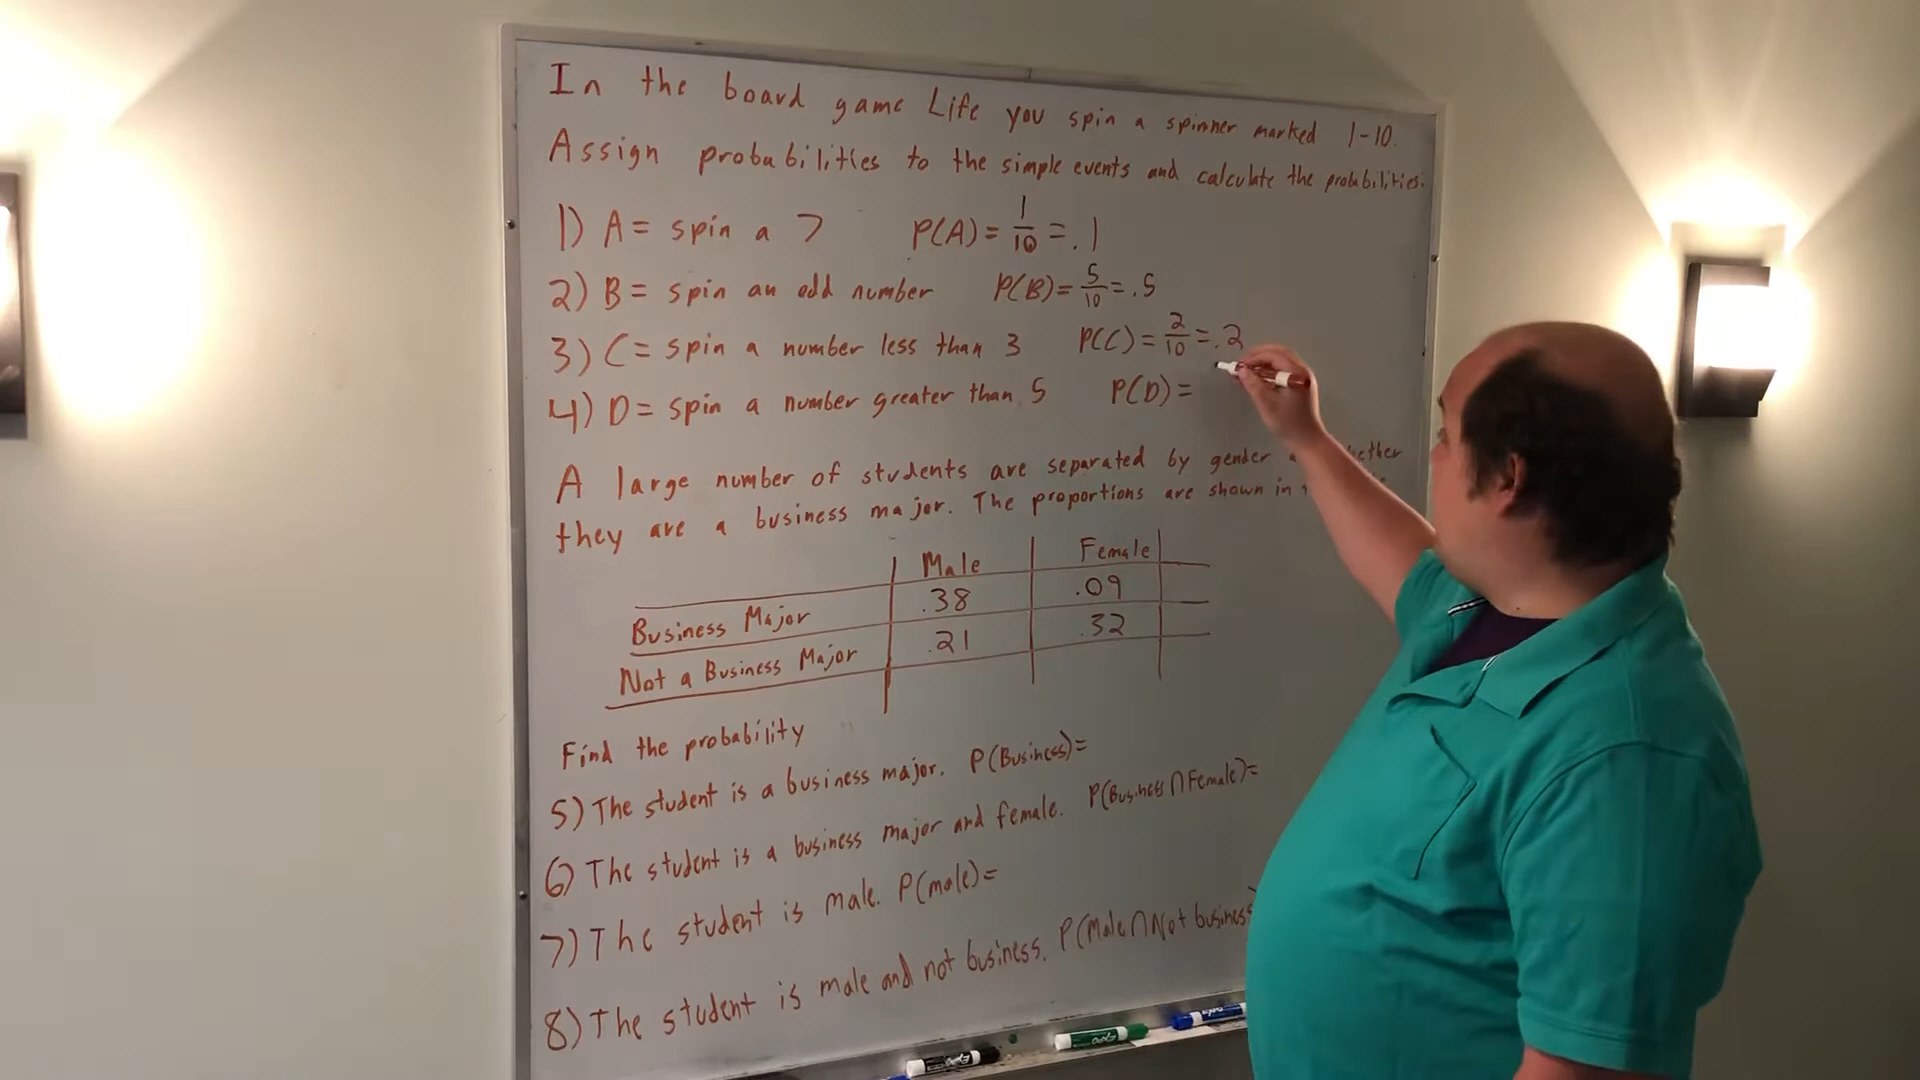 In the board game Life you spin a spinner marked 1-10.
Assign probabilities to the simple events and calculate the probabilities.
1) A= spin a 7 P(A)= 1/10 = .1
2) B= spin an odd number P(B)= 5/10 = .5
3) C= spin a number less than 3 P(C)= 2/10 = .2
4) D= spin a number greater than 5 P(D)=
A large number of students are separated by gender
they are a business major. The proportions are shown in
Male Female
Business Major .38 .09
Not a Business Major .21 .32
Find the probability
5) The student is a business major. P(Business)=
6) The student is a business major and female. P(Business ∩ Female)=
7) The student is male. P(male)=
8) The student is male and not business. P(Male ∩ Not business)
EXPO
EXPO
EXPO